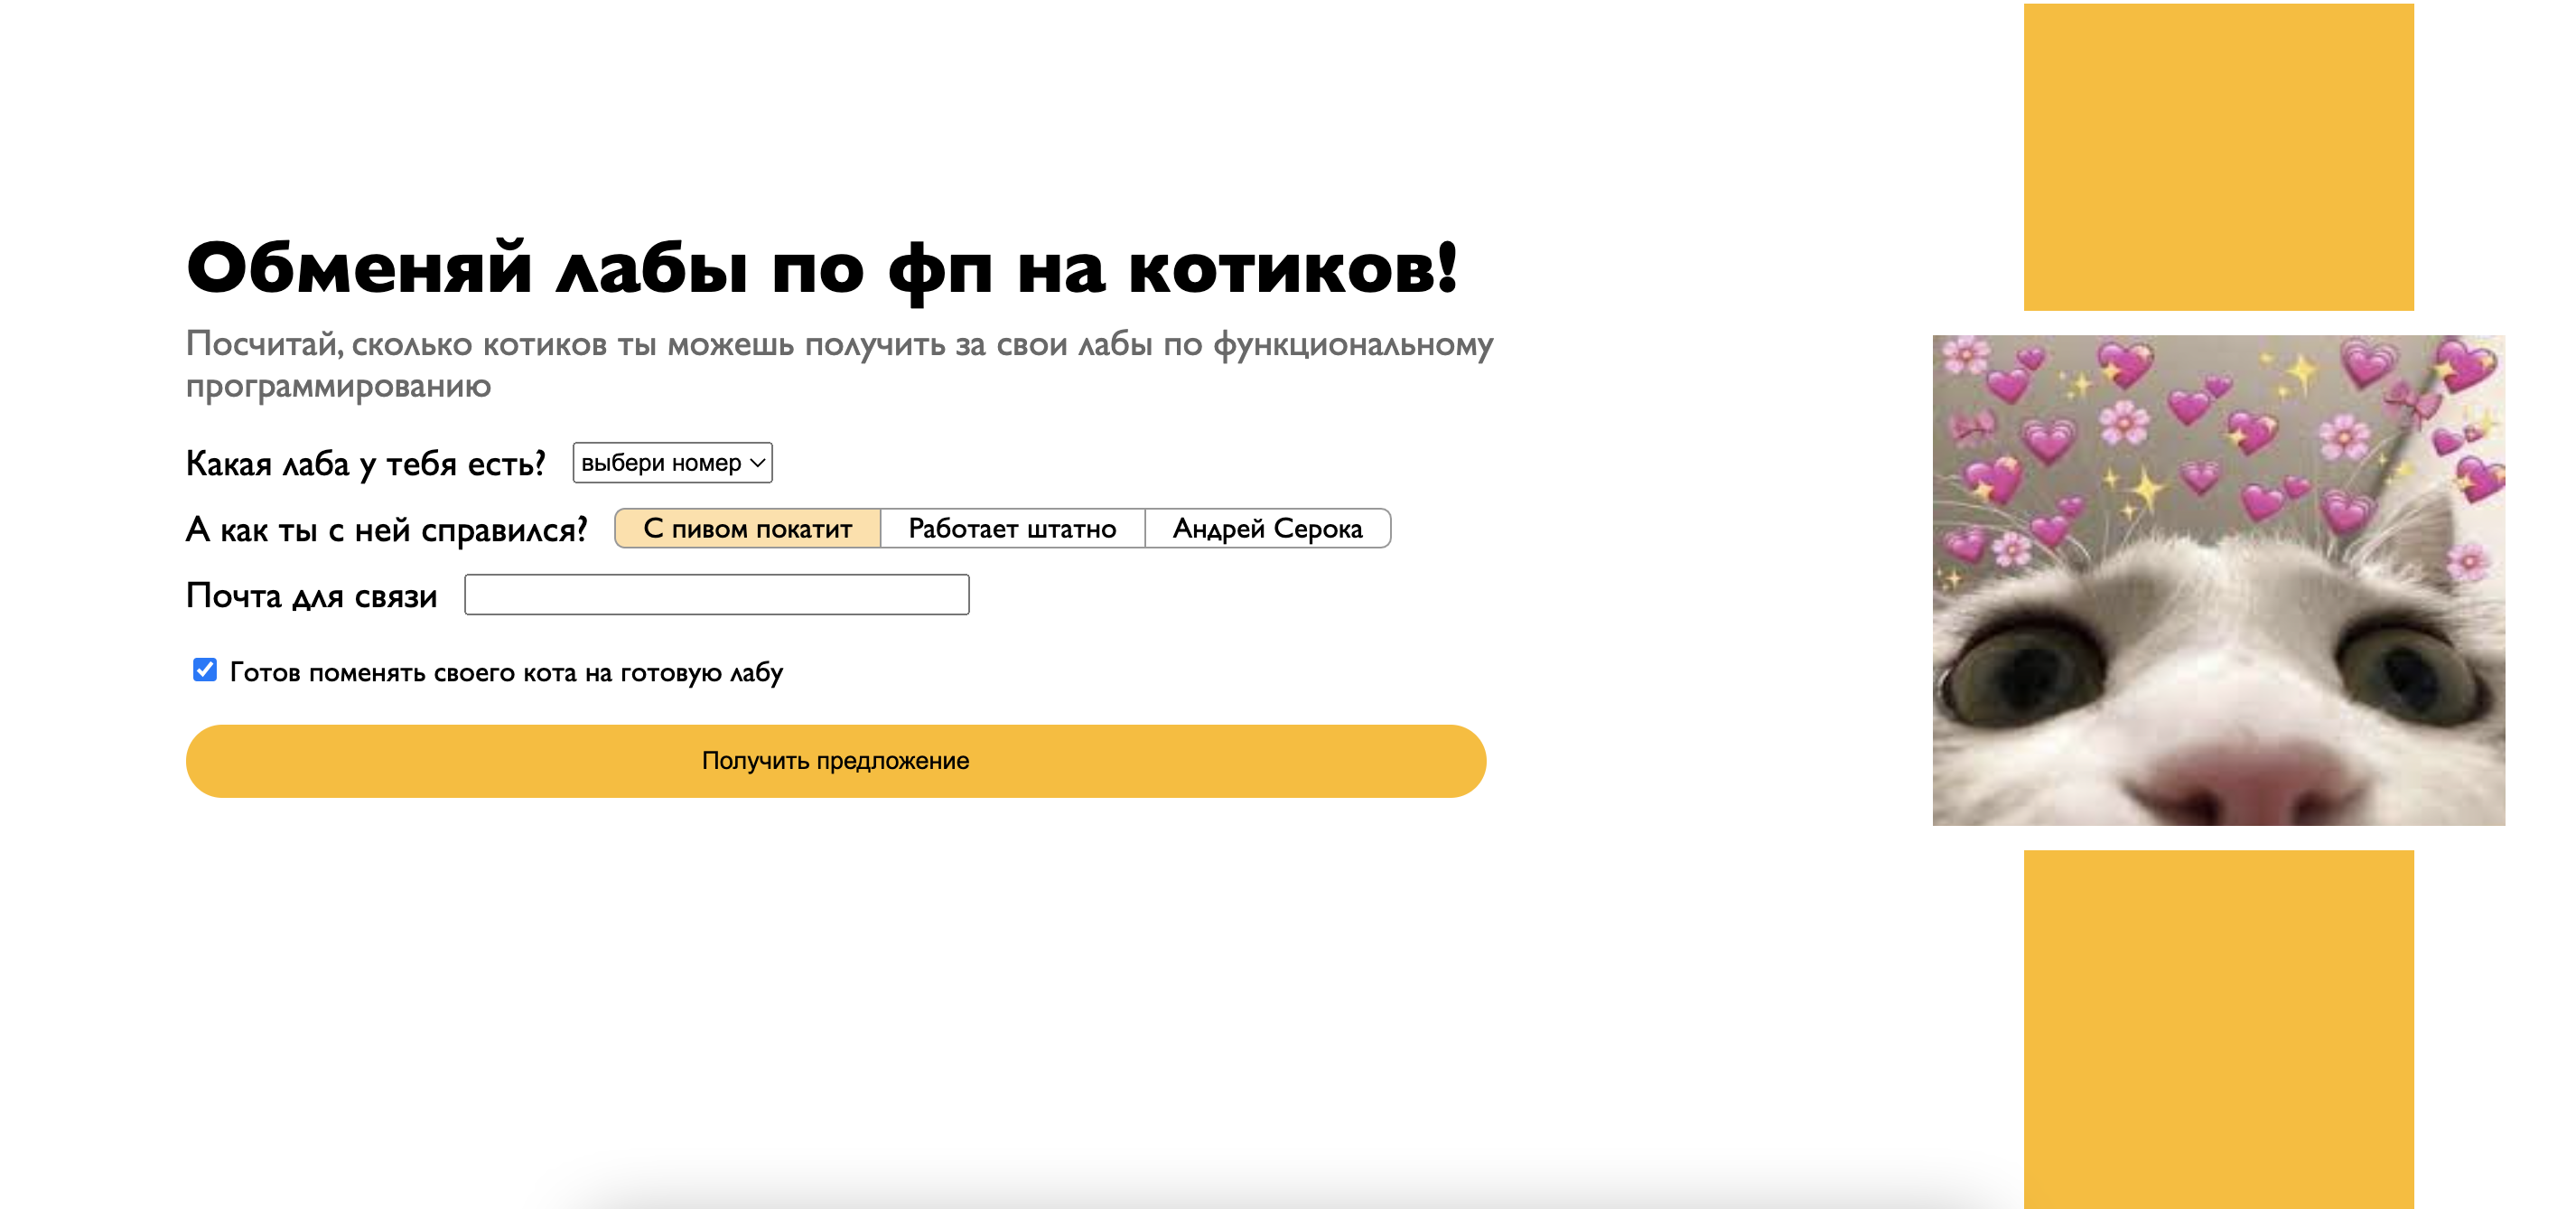 Обменяй лабы по фп на котиков!
Посчитай, сколько котиков ты можешь получить за свои лабы по функциональному
программированию
Какая лаба у тебя есть? выбери номер
А как ты с ней справился? С пивом покатит Работает штатно Андрей Серока
Почта для связи
Готов поменять своего кота на готовую лабу
Получить предложение